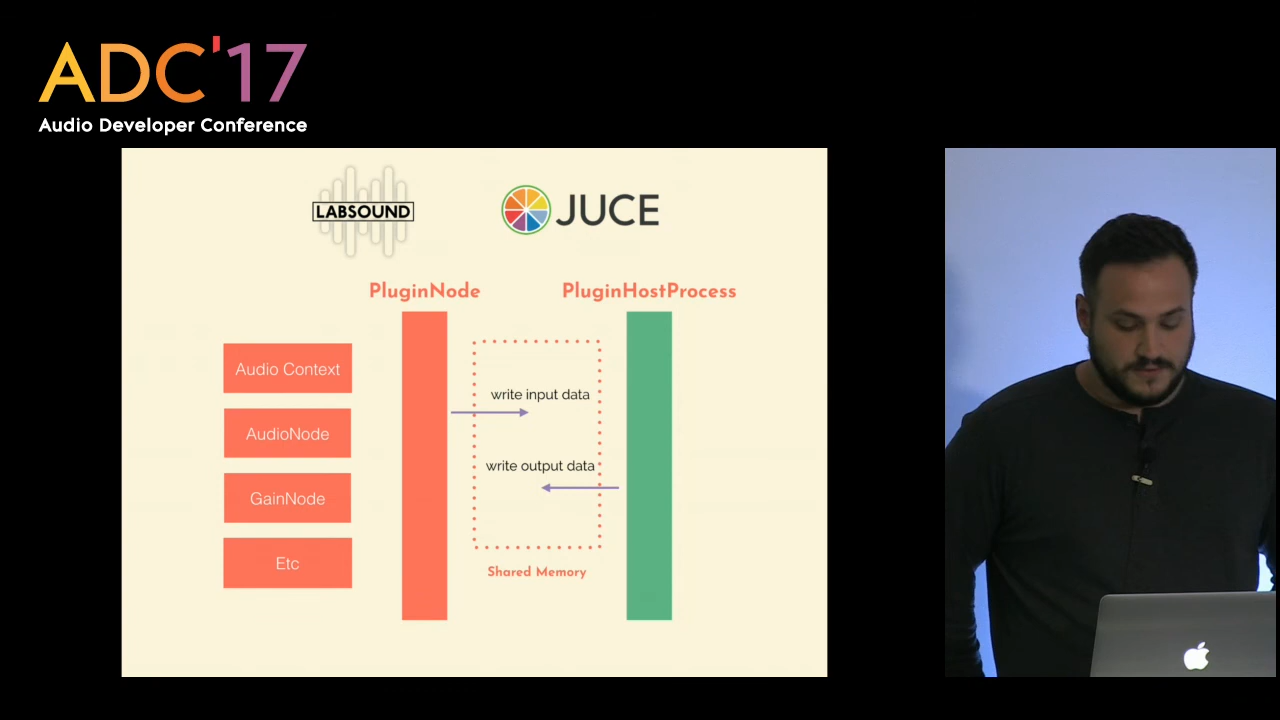 ADC'17
Audio Developer Conference
LABSOUND
JUCE
PluginNode
PluginHostProcess
Audio Context
AudioNode
GainNode
Etc
write input data
write output data
Shared Memory